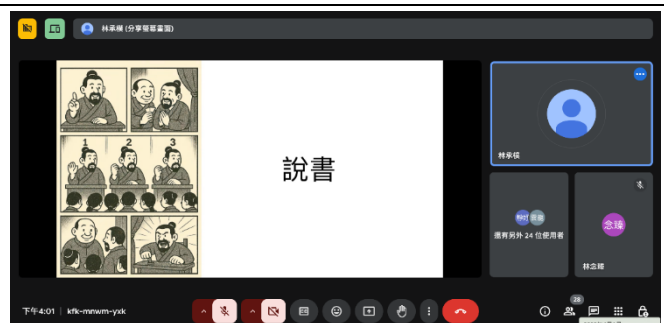 林承模 (分享螢幕畫面)
1 2 3
說書
林承模
還有另外 24 位使用者
念臻
林念臻
下午4:01 | kfk-mnwm-yxk
28